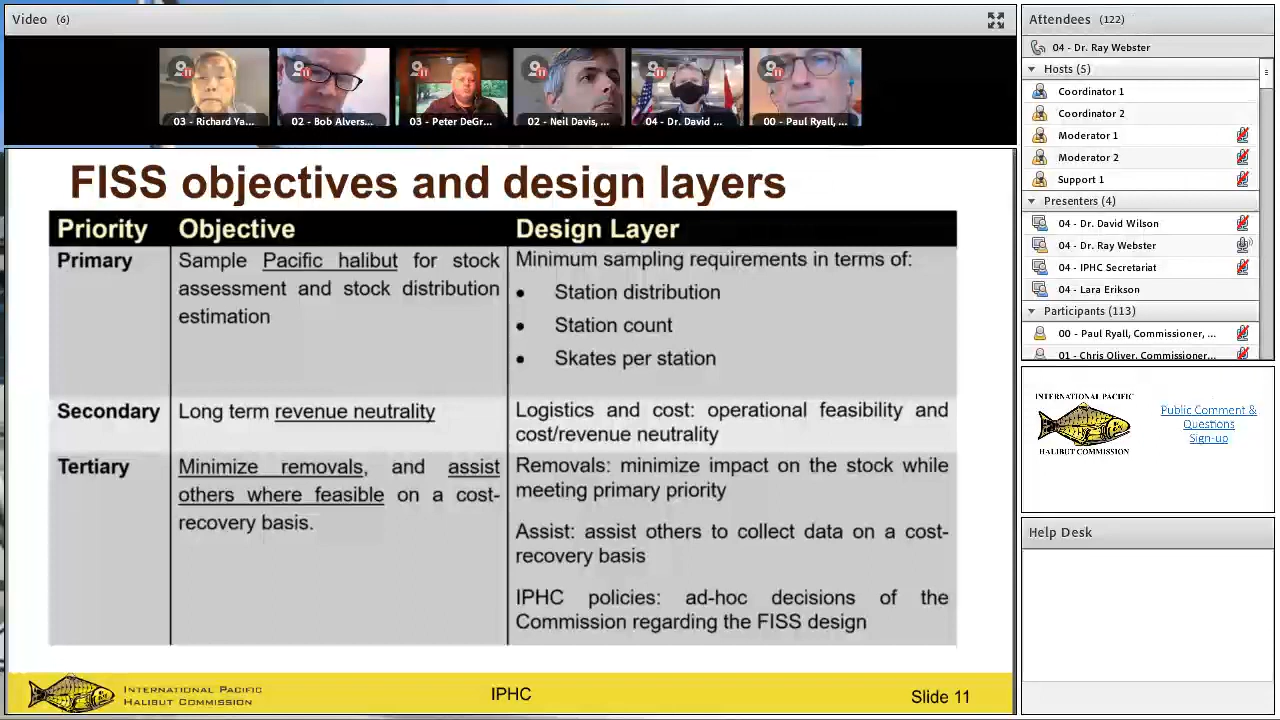 Video (6)
03 - Richard Ya...
02 - Bob Alvers...
03 - Peter DeGr...
02 - Neil Davis, ...
04 - Dr. David ...
00 - Paul Ryall, ...
FISS objectives and design layers
Priority Objective Design Layer
Primary
Sample Pacific halibut for stock
assessment and stock distribution
estimation
Minimum sampling requirements in terms of:
• Station distribution
• Station count
• Skates per station
Secondary
Long term revenue neutrality
Logistics and cost: operational feasibility and
cost/revenue neutrality
Tertiary
Minimize removals, and assist
others where feasible on a cost-
recovery basis.
Removals: minimize impact on the stock while
meeting primary priority
Assist: assist others to collect data on a cost-
recovery basis
IPHC policies: ad-hoc decisions of the
Commission regarding the FISS design
INTERNATIONAL PACIFIC
HALIBUT COMMISSION
IPHC
Slide 11
Attendees (122)
04 - Dr. Ray Webster
Hosts (5)
Coordinator 1
Coordinator 2
Moderator 1
Moderator 2
Support 1
Presenters (4)
04 - Dr. David Wilson
04 - Dr. Ray Webster
04 - IPHC Secretariat
04 - Lara Erikson
Participants (113)
00 - Paul Ryall, Commissioner, ...
01 - Chris Oliver, Commissioner...
INTERNATIONAL PACIFIC
HALIBUT COMMISSION
Public Comment &
Questions
Sign-up
Help Desk